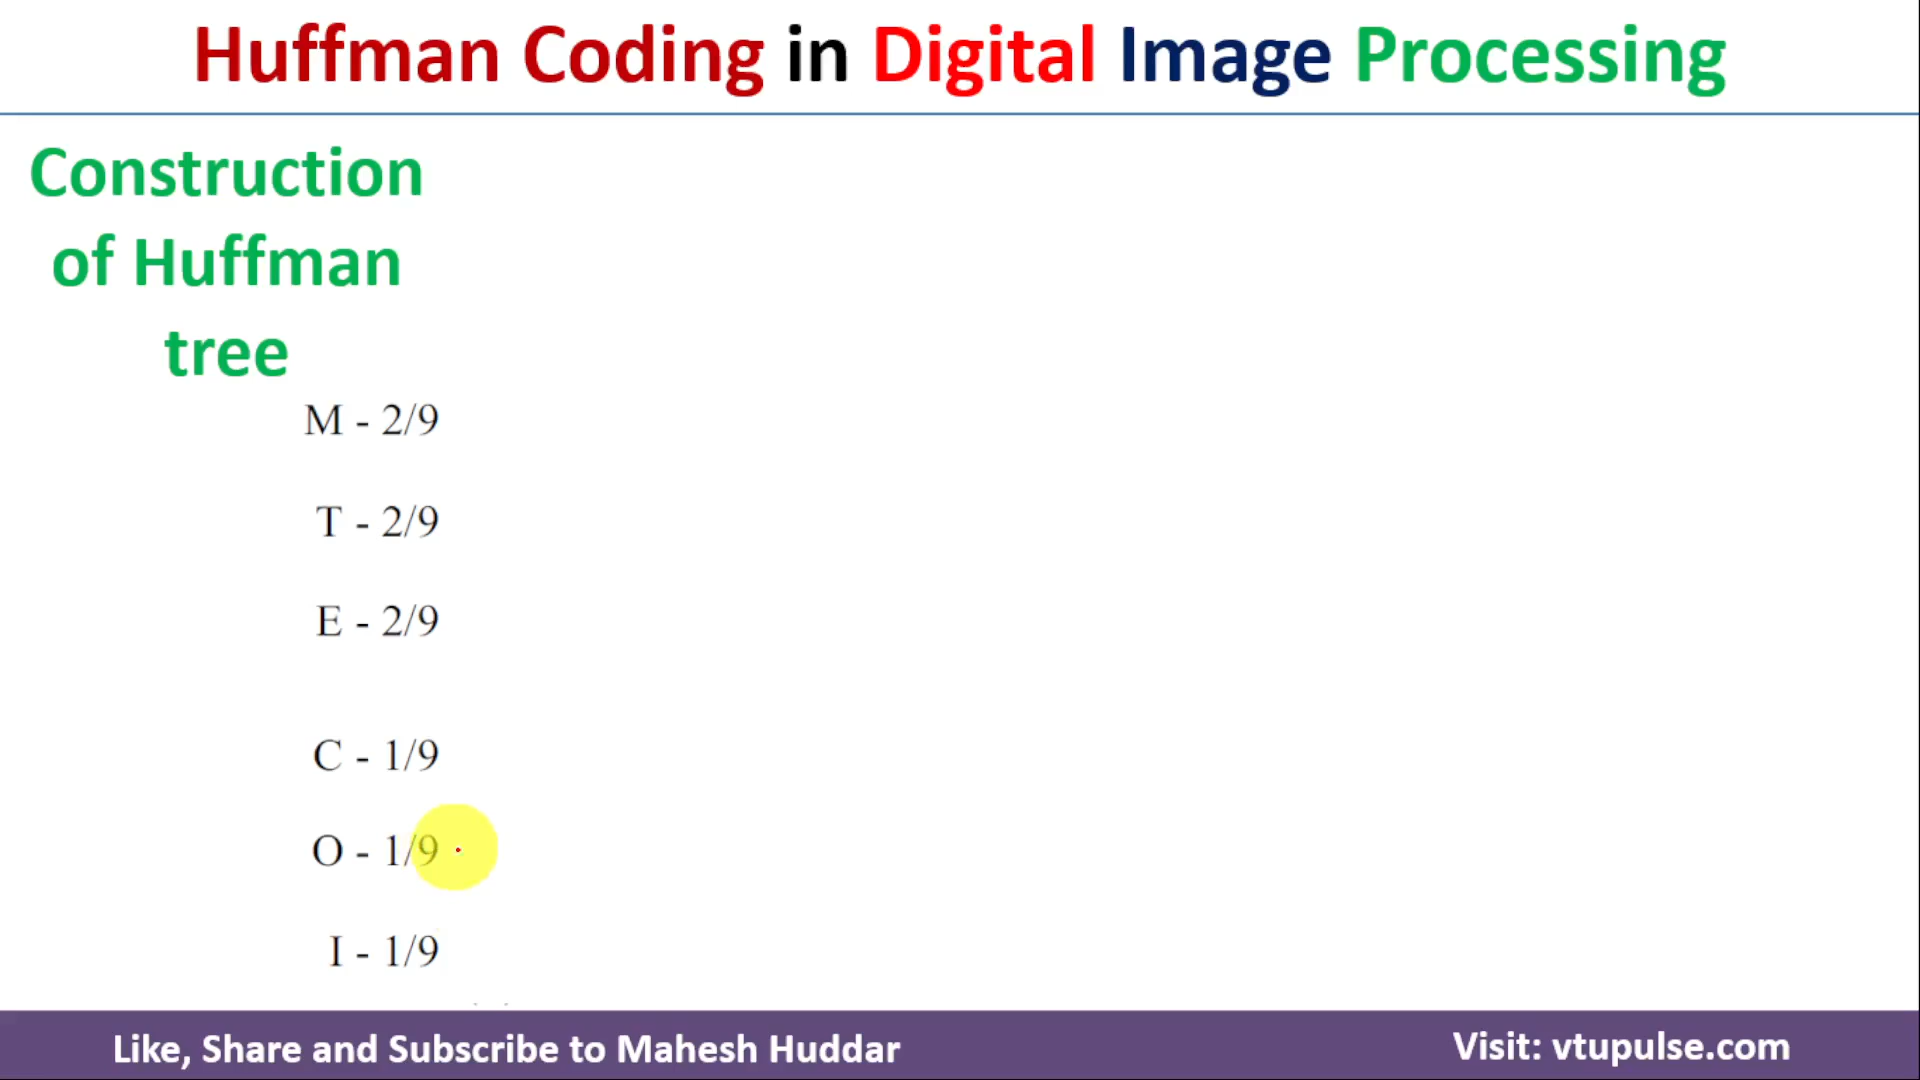 Huffman Coding in Digital Image Processing
Construction
of Huffman
tree
M - 2/9
T - 2/9
E - 2/9
C - 1/9
O - 1/9
I - 1/9
Like, Share and Subscribe to Mahesh Huddar
Visit: vtupulse.com